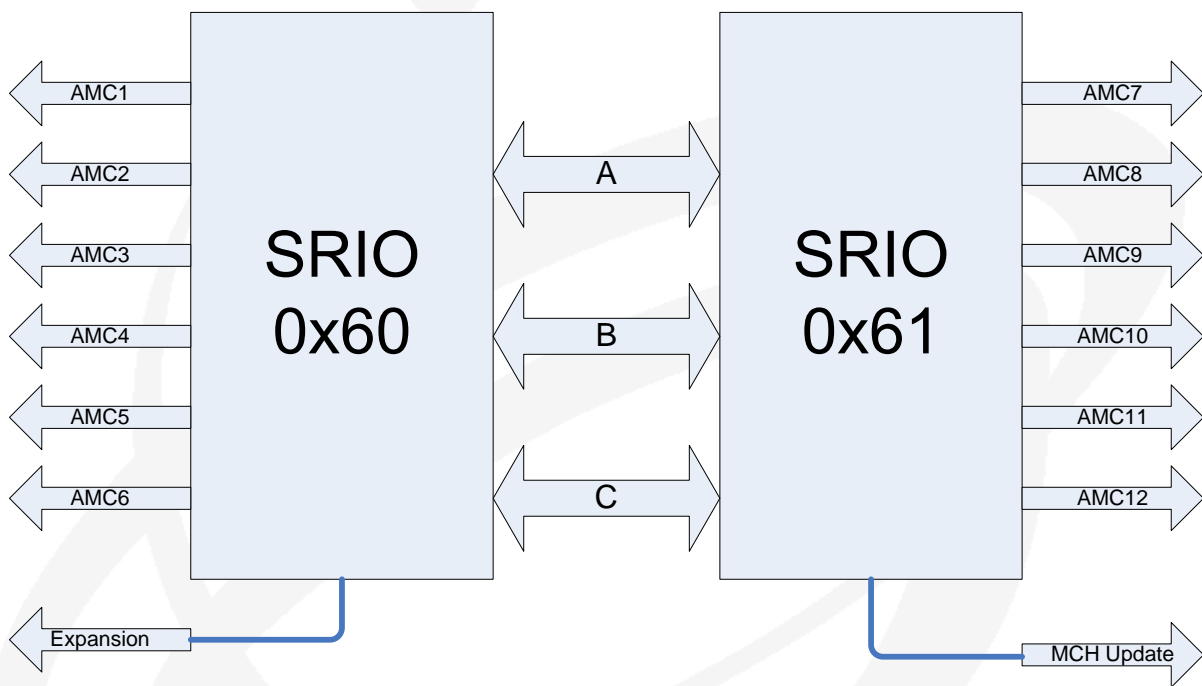 AMC1
AMC2
AMC3
AMC4
AMC5
AMC6
Expansion
SRIO
0x60
A
B
C
SRIO
0x61
AMC7
AMC8
AMC9
AMC10
AMC11
AMC12
MCH Update